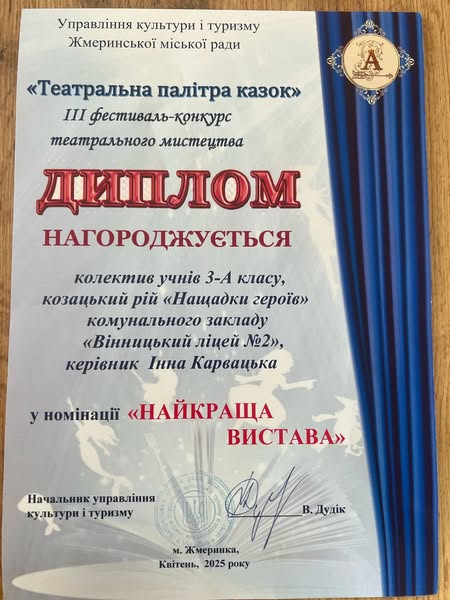 Управління культури і туризму
Жмеринської міської ради
А
«Театральна палітра казок»
ІІІ фестиваль-конкурс
театрального мистецтва
ДИПЛОМ
НАГОРОДЖУЄТЬСЯ
колектив учнів 3-А класу,
козацький рій «Нащадки героїв»
комунального закладу
«Вінницький ліцей №2»,
керівник Інна Карвацька
у номінації «НАЙКРАЩА
ВИСТАВА»
Начальник управління
культури і туризму
В. Дудік
м. Жмеринка,
Квітень, 2025 року